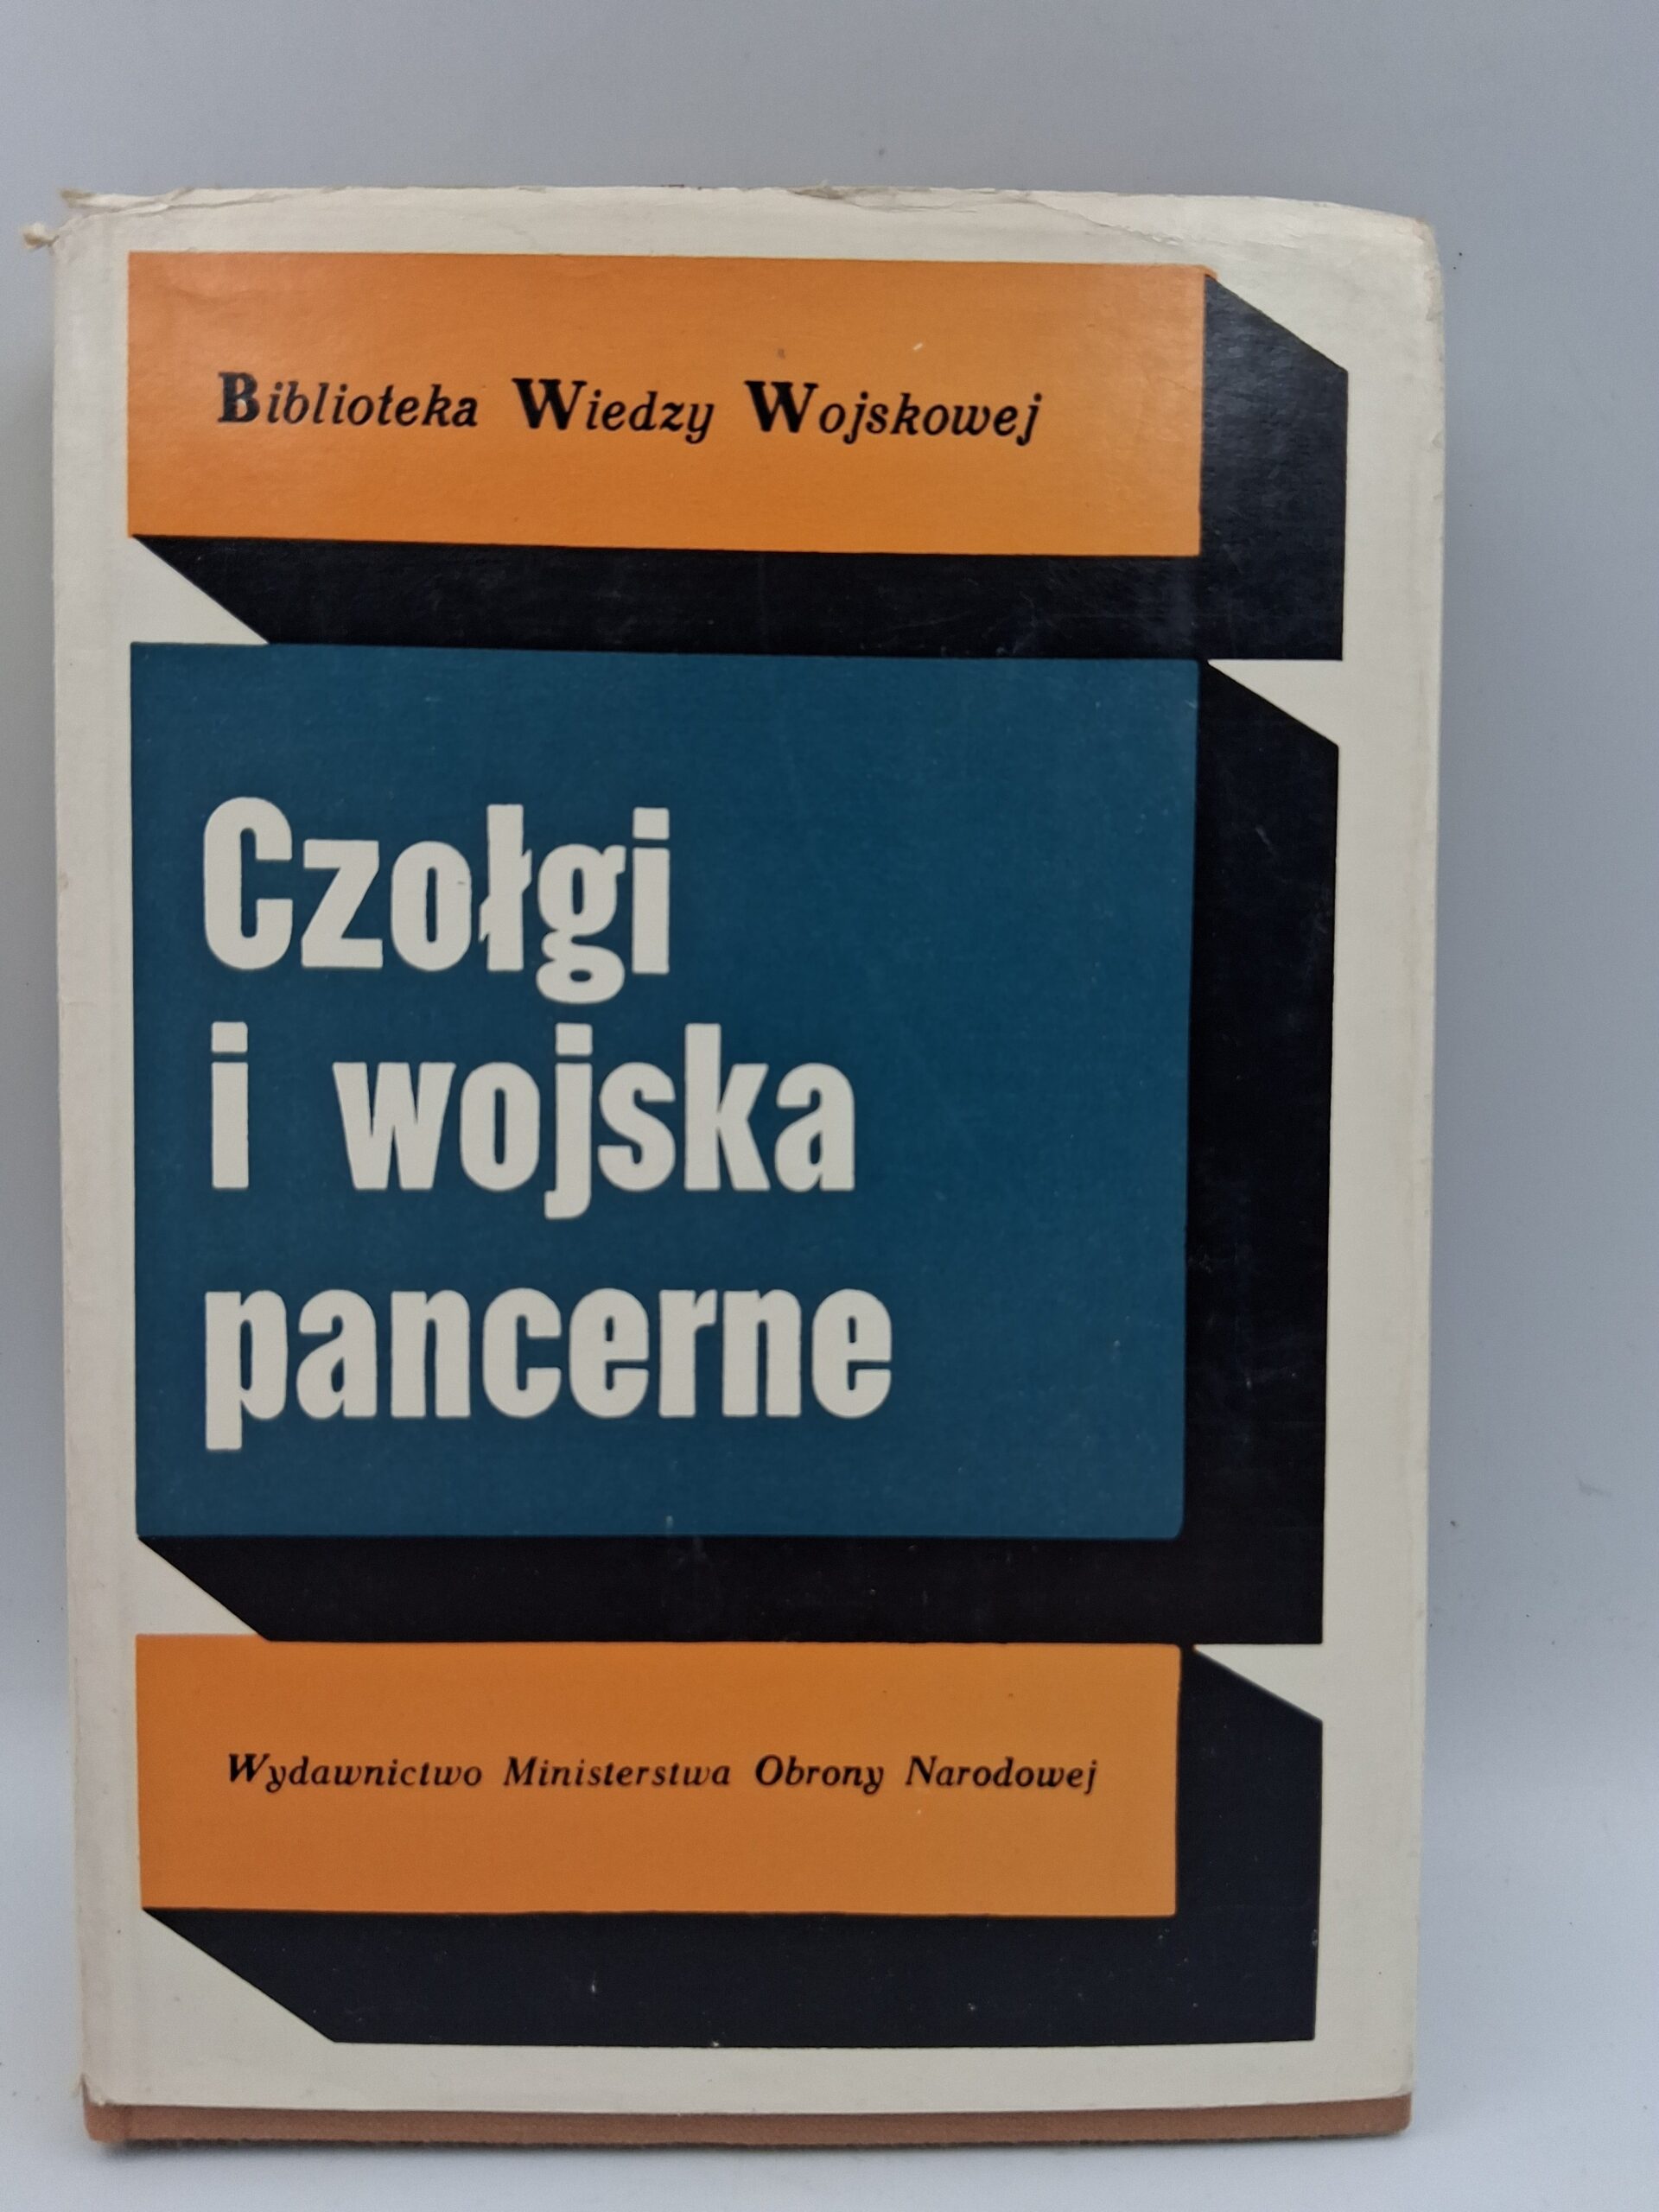 Biblioteka Wiedzy Wojskowej
Czołgi
i wojska
pancerne
Wydawnictwo Ministerstwa Obrony Narodowej